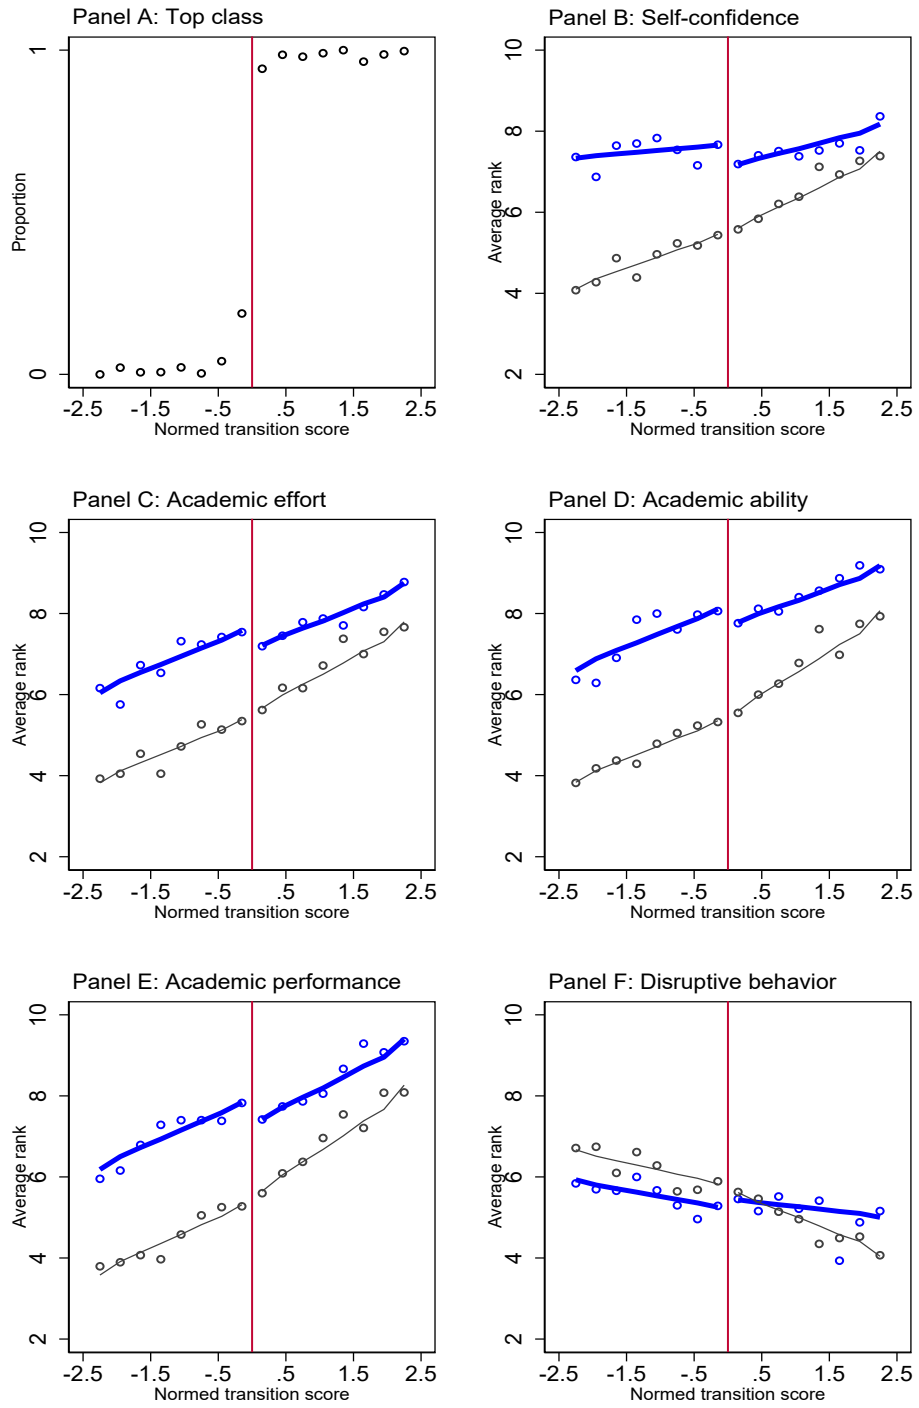 Panel A: Top class
Proportion
1
0
-2.5 -1.5 -.5 .5 1.5 2.5
Normed transition score
Panel B: Self-confidence
Average rank
10
8
6
4
2
-2.5 -1.5 -.5 .5 1.5 2.5
Normed transition score
Panel C: Academic effort
Average rank
10
8
6
4
2
-2.5 -1.5 -.5 .5 1.5 2.5
Normed transition score
Panel D: Academic ability
Average rank
10
8
6
4
2
-2.5 -1.5 -.5 .5 1.5 2.5
Normed transition score
Panel E: Academic performance
Average rank
10
8
6
4
2
-2.5 -1.5 -.5 .5 1.5 2.5
Normed transition score
Panel F: Disruptive behavior
Average rank
10
8
6
4
2
-2.5 -1.5 -.5 .5 1.5 2.5
Normed transition score